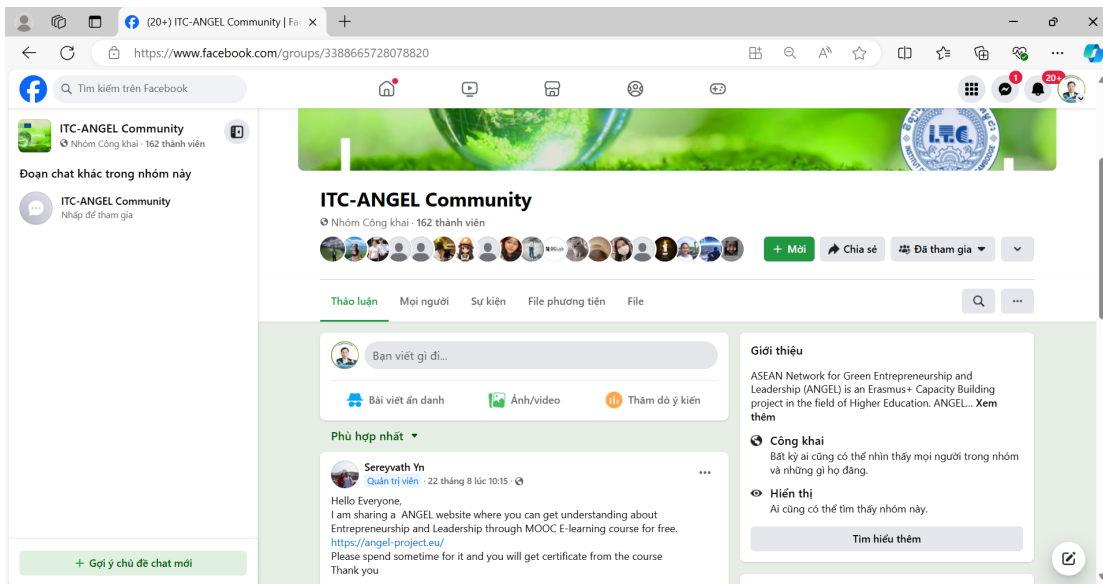 (20+) ITC-ANGEL Community | Fac
https://www.facebook.com/groups/3388665728078820
Tìm kiếm trên Facebook
1
20+
ITC-ANGEL Community
Nhóm Công khai · 162 thành viên
Đoạn chat khác trong nhóm này
ITC-ANGEL Community
Nhấp để tham gia
I.T.C.
ITC-ANGEL Community
Nhóm Công khai · 162 thành viên
+ Mời
Chia sẻ
Đã tham gia
Thảo luận
Mọi người
Sự kiện
File phương tiện
File
Bạn viết gì đi...
Bài viết ẩn danh
Ảnh/video
Thăm dò ý kiến
Phù hợp nhất
Sereyvath Yn
Quản trị viên · 22 tháng 8 lúc 10:15 ·
Hello Everyone,
I am sharing a ANGEL website where you can get understanding about
Entrepreneurship and Leadership through MOOC E-learning course for free.
https://angel-project.eu/
Please spend sometime for it and you will get certificate from the course
Thank you
Giới thiệu
ASEAN Network for Green Entrepreneurship and
Leadership (ANGEL) is an Erasmus+ Capacity Building
project in the field of Higher Education. ANGEL... Xem
thêm
Công khai
Bất kỳ ai cũng có thể nhìn thấy mọi người trong nhóm
và những gì họ đăng.
Hiển thị
Ai cũng có thể tìm thấy nhóm này.
Tìm hiểu thêm
+ Gợi ý chủ đề chat mới